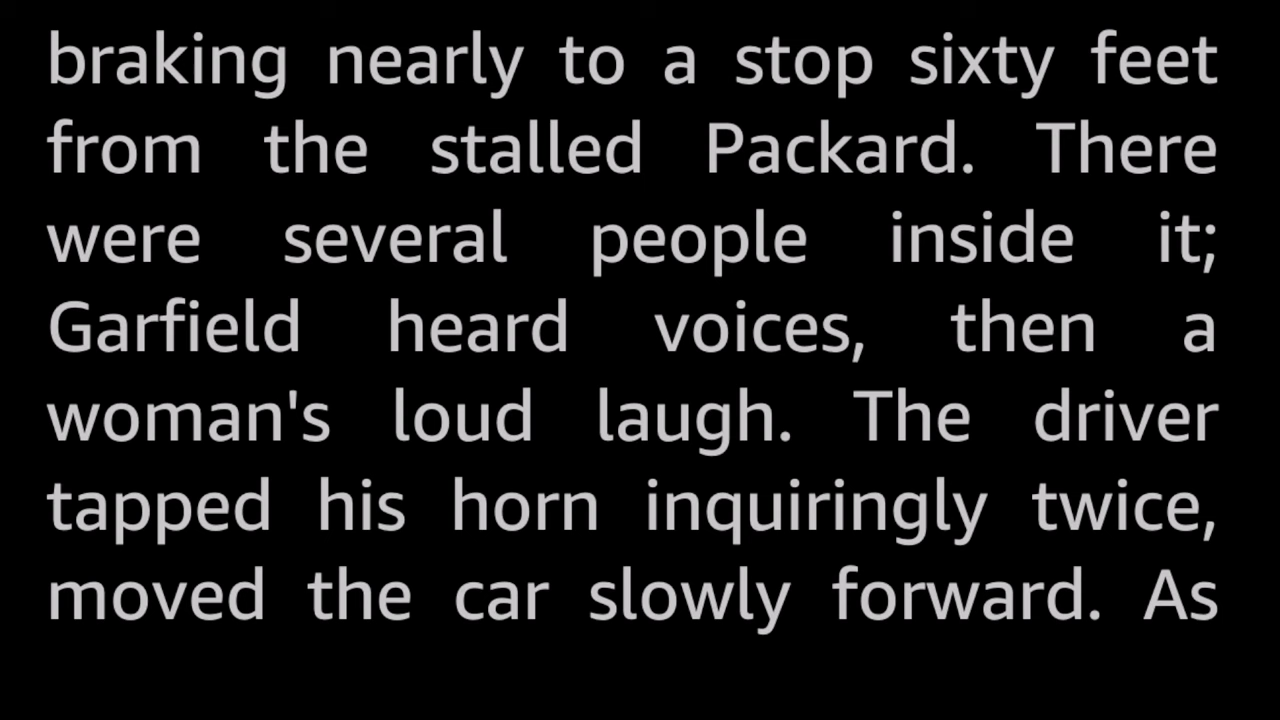 braking nearly to a stop sixty feet
from the stalled Packard. There
were several people inside it;
Garfield heard voices, then a
woman's loud laugh. The driver
tapped his horn inquiringly twice,
moved the car slowly forward. As